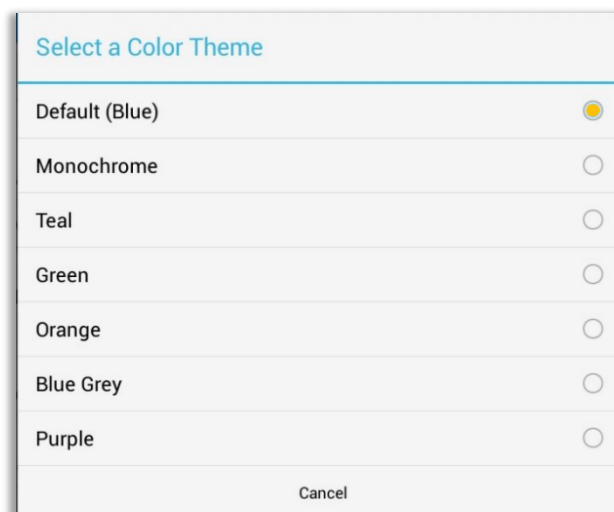 Select a Color Theme
Default (Blue)
Monochrome
Teal
Green
Orange
Blue Grey
Purple
Cancel